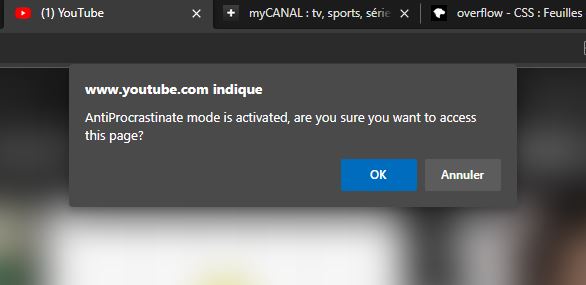 (1) YouTube
myCANAL : tv, sports, série
overflow - CSS : Feuilles
www.youtube.com indique
AntiProcrastinate mode is activated, are you sure you want to access
this page?
OK
Annuler